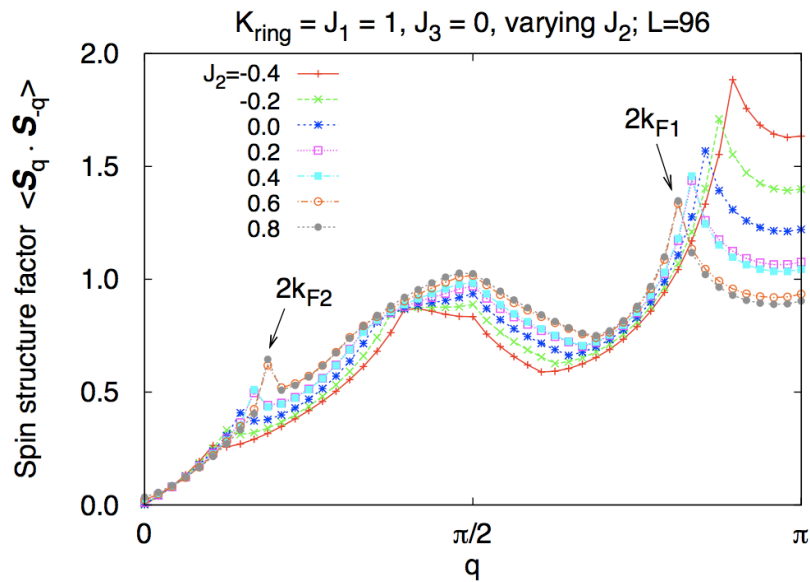 K_ring = J_1 = 1, J_3 = 0, varying J_2; L=96
2.0
1.5
1.0
0.5
0.0
Spin structure factor <S_q · S_-q>
J_2=-0.4
-0.2
0.0
0.2
0.4
0.6
0.8
2k_F1
2k_F2
0
π/2
π
q